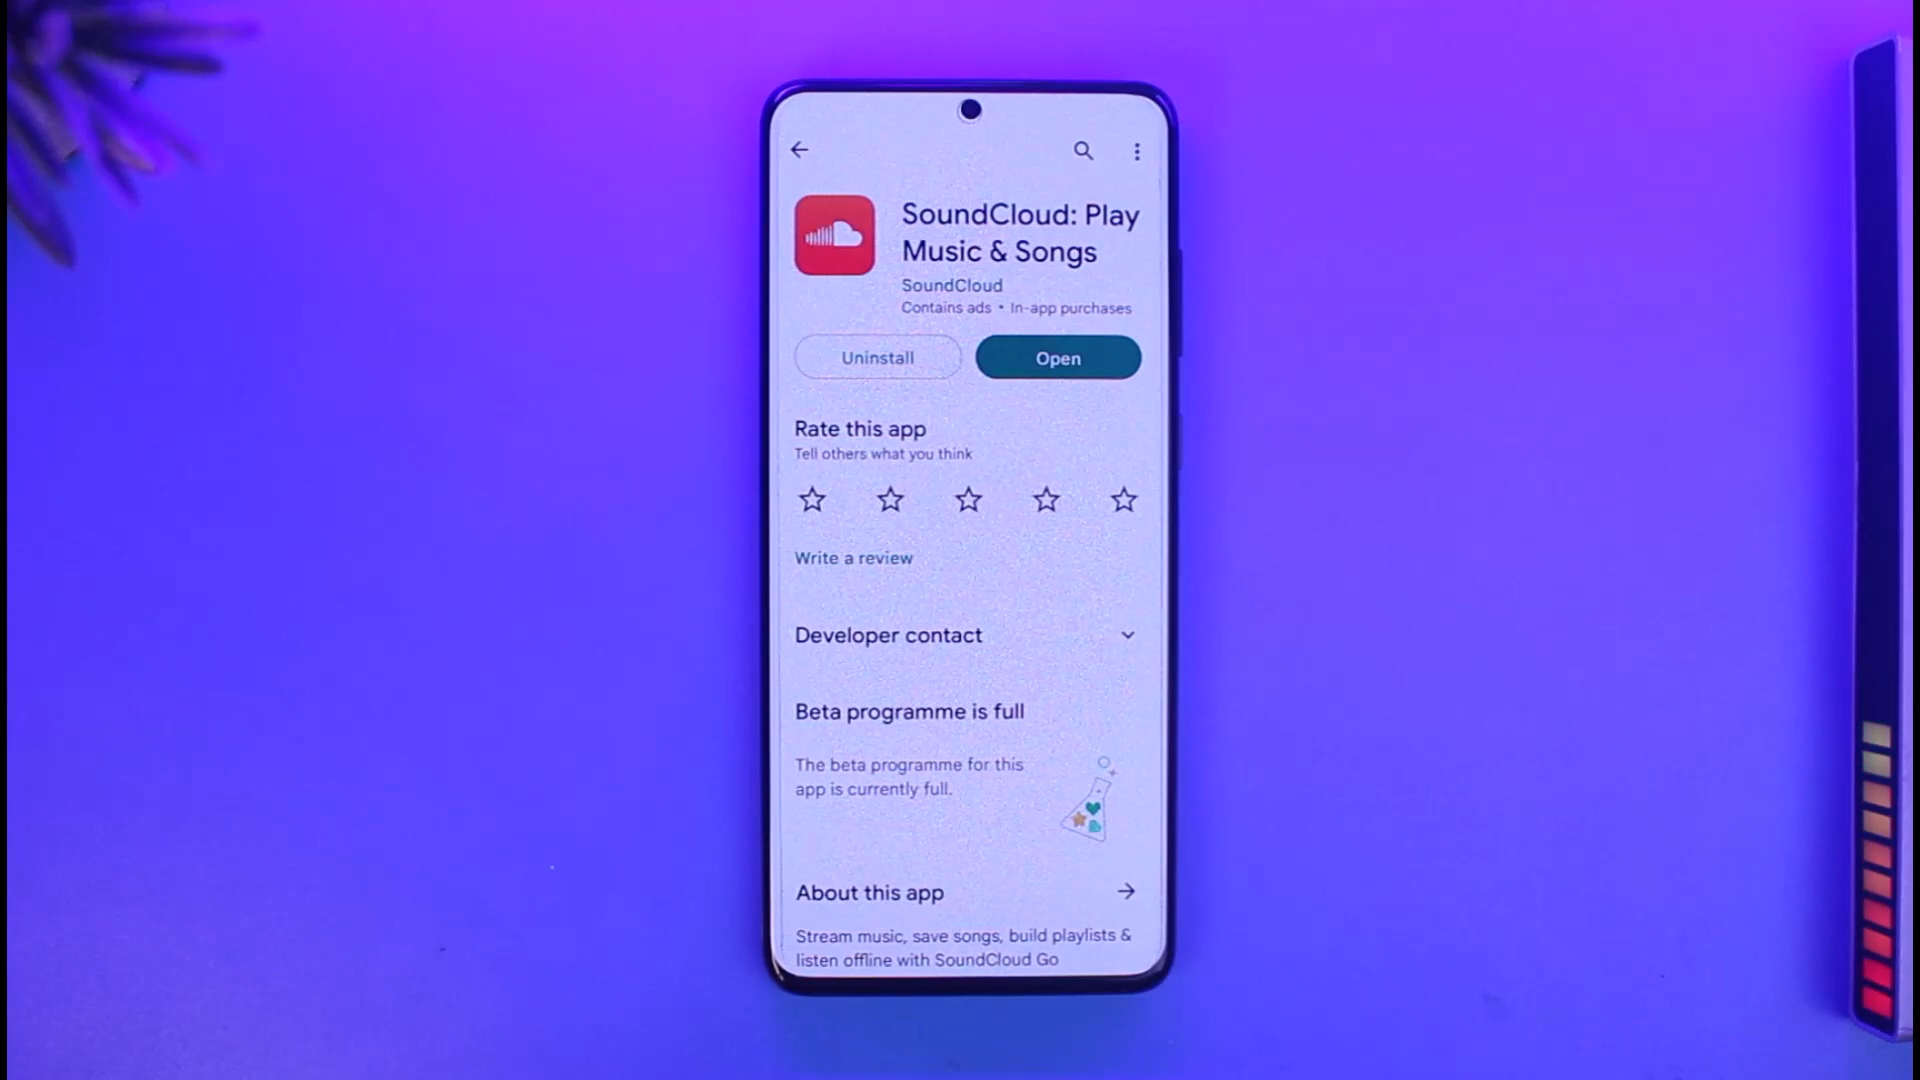 SoundCloud: Play
Music & Songs
SoundCloud
Contains ads • In-app purchases
Uninstall
Open
Rate this app
Tell others what you think
Write a review
Developer contact
Beta programme is full
The beta programme for this
app is currently full.
About this app
Stream music, save songs, build playlists &
listen offline with SoundCloud Go